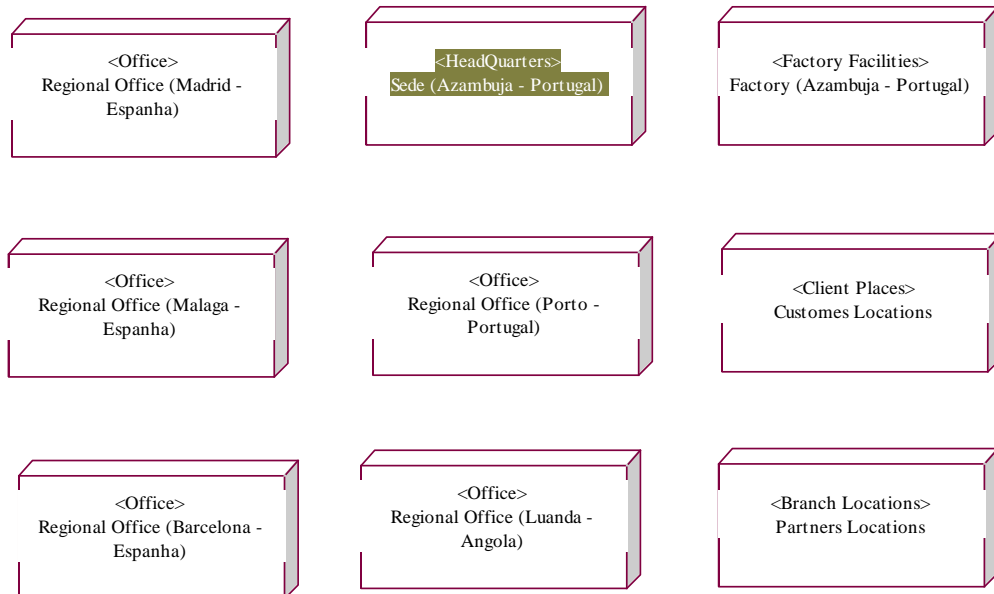 <Office>
Regional Office (Madrid -
Espanha)
<HeadQuarters>
Sede (Azambuja - Portugal)
<Factory Facilities>
Factory (Azambuja - Portugal)
<Office>
Regional Office (Malaga -
Espanha)
<Office>
Regional Office (Porto -
Portugal)
<Client Places>
Customes Locations
<Office>
Regional Office (Barcelona -
Espanha)
<Office>
Regional Office (Luanda -
Angola)
<Branch Locations>
Partners Locations